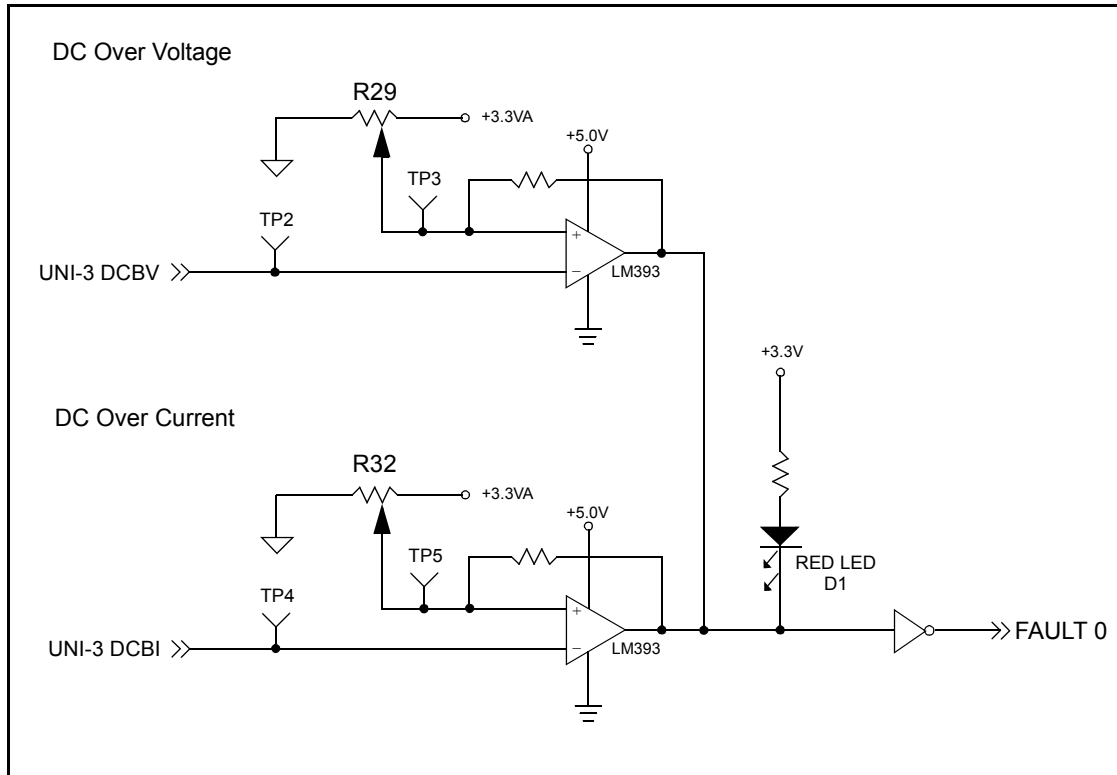 DC Over Voltage
R29
+3.3VA
+5.0V
TP3
TP2
+
−
LM393
UNI-3 DCBV
+3.3V
DC Over Current
R32
+3.3VA
+5.0V
TP5
RED LED
D1
TP4
+
−
LM393
UNI-3 DCBI
FAULT 0